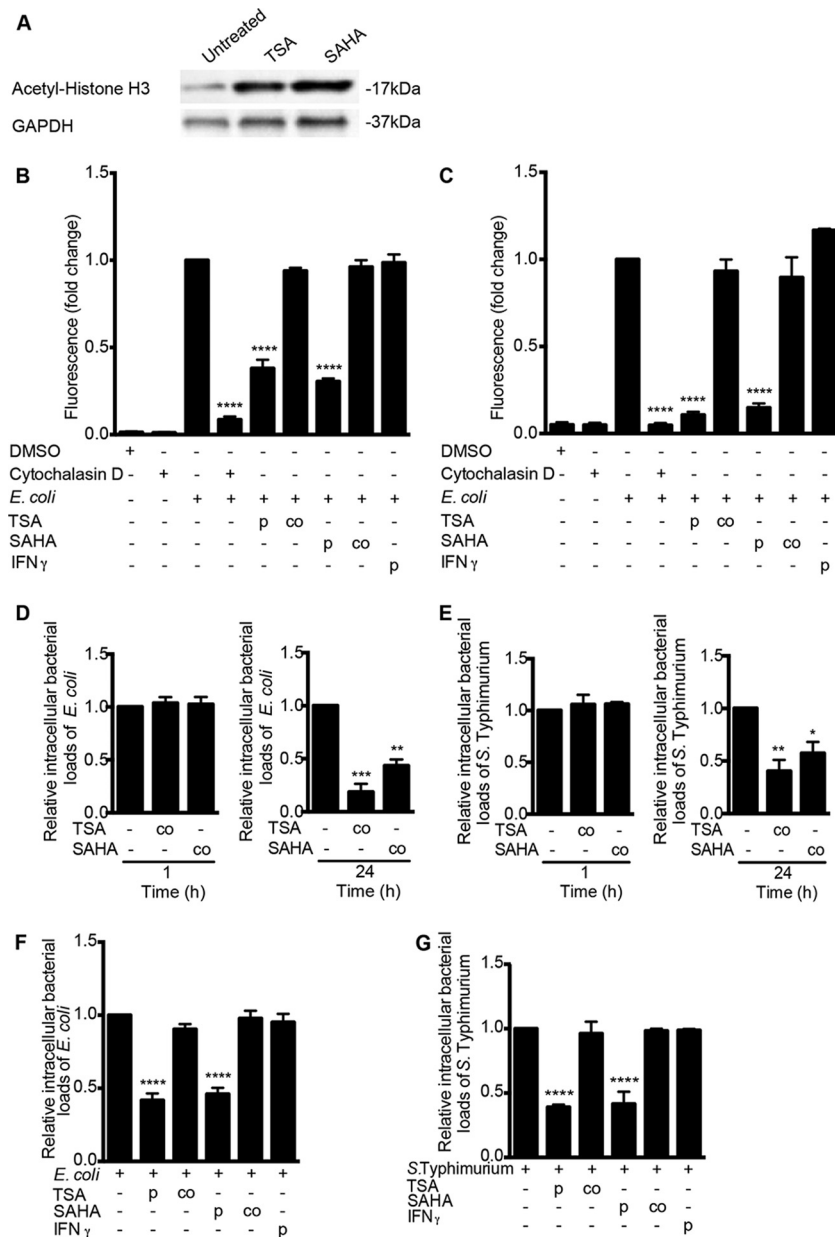 A
Untreated
TSA
SAHA
Acetyl-Histone H3
-17kDa
GAPDH
-37kDa
B
Fluorescence (fold change)
1.5
1.0
0.5
0.0
****
****
****
DMSO + - - - - - - - -
Cytochalasin D - + - + - - - - -
E. coli - - + + + + + + +
TSA - - - - p co - - -
SAHA - - - - - - p co -
IFN γ - - - - - - - - p
C
Fluorescence (fold change)
1.5
1.0
0.5
0.0
****
****
****
DMSO + - - - - - - - -
Cytochalasin D - + - + - - - - -
E. coli - - + + + + + + +
TSA - - - - p co - - -
SAHA - - - - - - p co -
IFN γ - - - - - - - - p
D
Relative intracellular bacterial
loads of E. coli
1.5
1.0
0.5
0.0
TSA - co -
SAHA - - co
1
Time (h)
Relative intracellular bacterial
loads of E. coli
1.5
1.0
0.5
0.0
***
**
- co -
- - co
24
Time (h)
E
Relative intracellular bacterial
loads of S. Typhimurium
1.5
1.0
0.5
0.0
TSA - co -
SAHA - - co
1
Time (h)
Relative intracellular bacterial
loads of S. Typhimurium
1.5
1.0
0.5
0.0
**
*
- co -
- - co
24
Time (h)
F
Relative intracellular bacterial
loads of E. coli
1.5
1.0
0.5
0.0
****
****
E. coli + + + + + +
TSA - p co - - -
SAHA - - - p co -
IFN γ - - - - - p
G
Relative intracellular bacterial
loads of S. Typhimurium
1.5
1.0
0.5
0.0
****
****
S.Typhimurium + + + + + +
TSA - p co - - -
SAHA - - - p co -
IFN γ - - - - - p